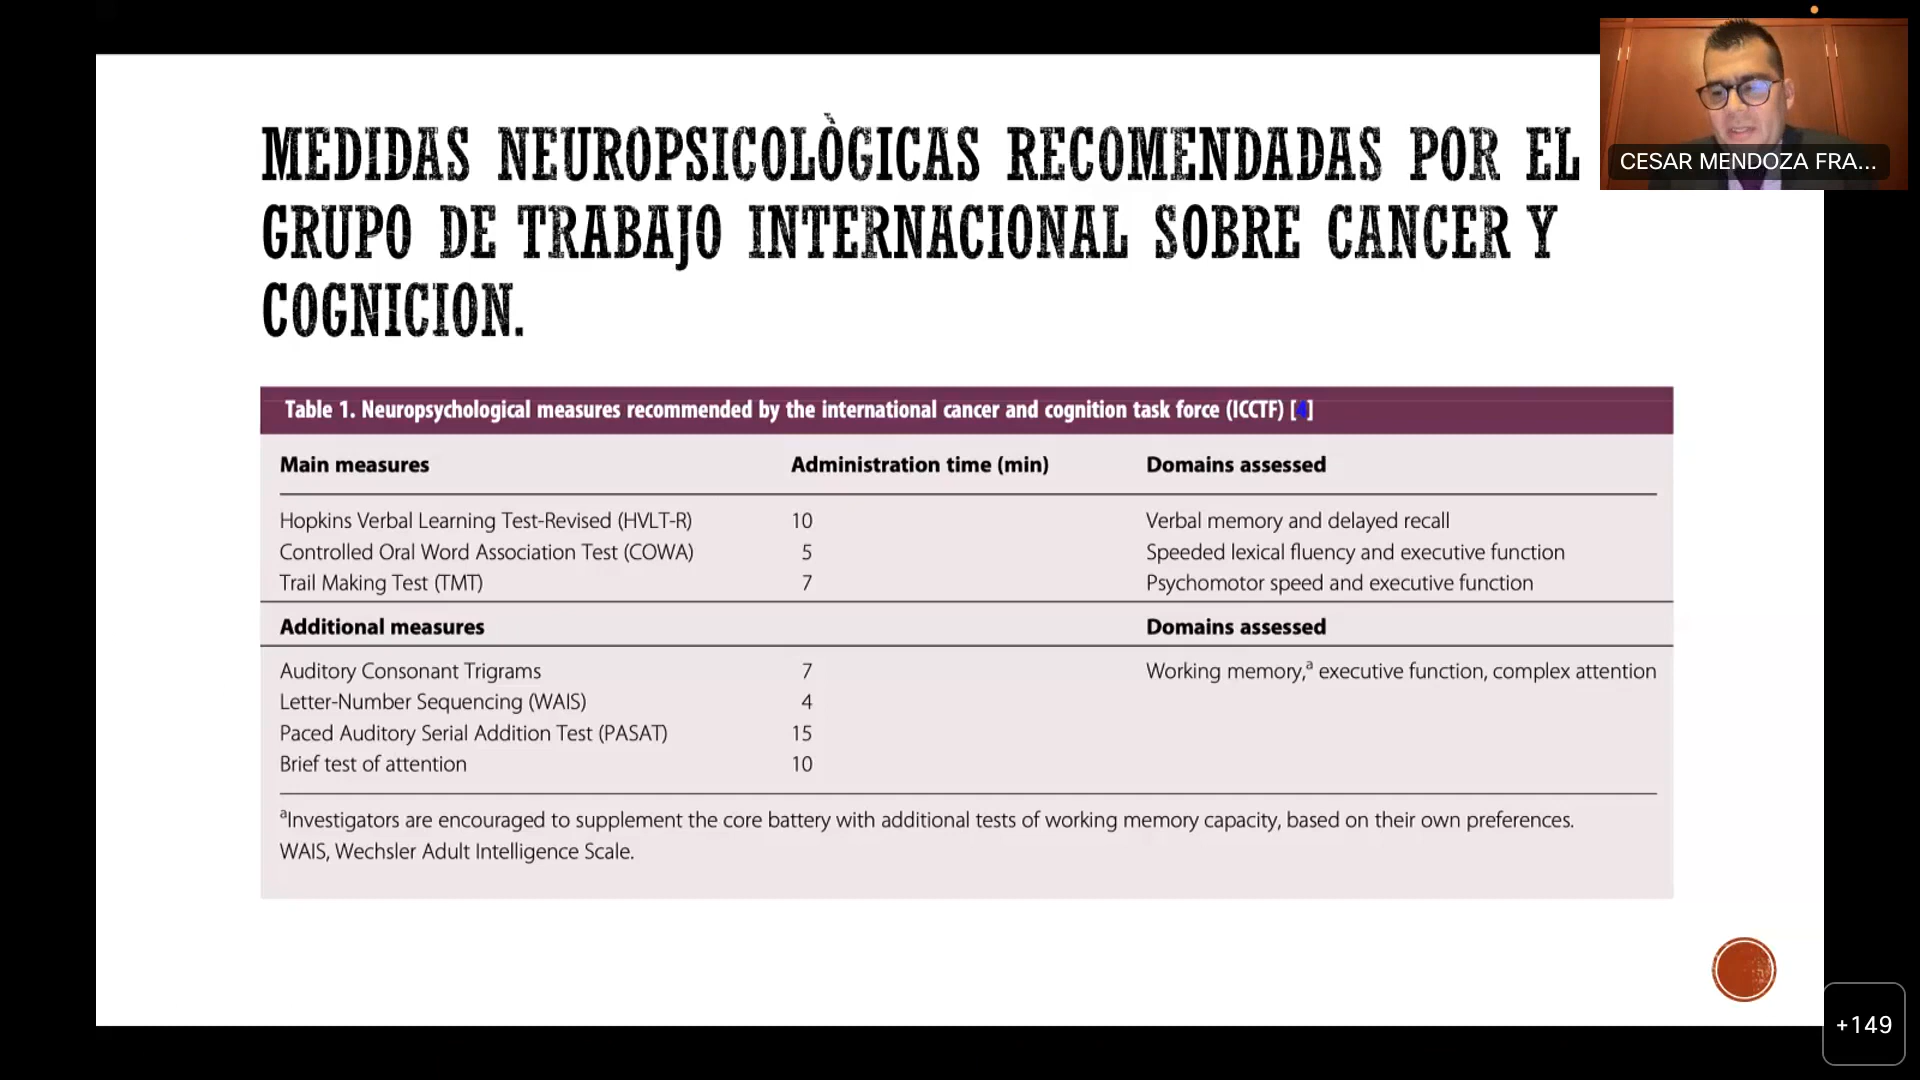 MEDIDAS NEUROPSICOLÒGICAS RECOMENDADAS POR EL
GRUPO DE TRABAJO INTERNACIONAL SOBRE CANCER Y
COGNICION.
CESAR MENDOZA FRA...
Table 1. Neuropsychological measures recommended by the international cancer and cognition task force (ICCTF) [4]
Main measures Administration time (min) Domains assessed
Hopkins Verbal Learning Test-Revised (HVLT-R) 10 Verbal memory and delayed recall
Controlled Oral Word Association Test (COWA) 5 Speeded lexical fluency and executive function
Trail Making Test (TMT) 7 Psychomotor speed and executive function
Additional measures Domains assessed
Auditory Consonant Trigrams 7 Working memory,ª executive function, complex attention
Letter-Number Sequencing (WAIS) 4
Paced Auditory Serial Addition Test (PASAT) 15
Brief test of attention 10
ªInvestigators are encouraged to supplement the core battery with additional tests of working memory capacity, based on their own preferences.
WAIS, Wechsler Adult Intelligence Scale.
+149